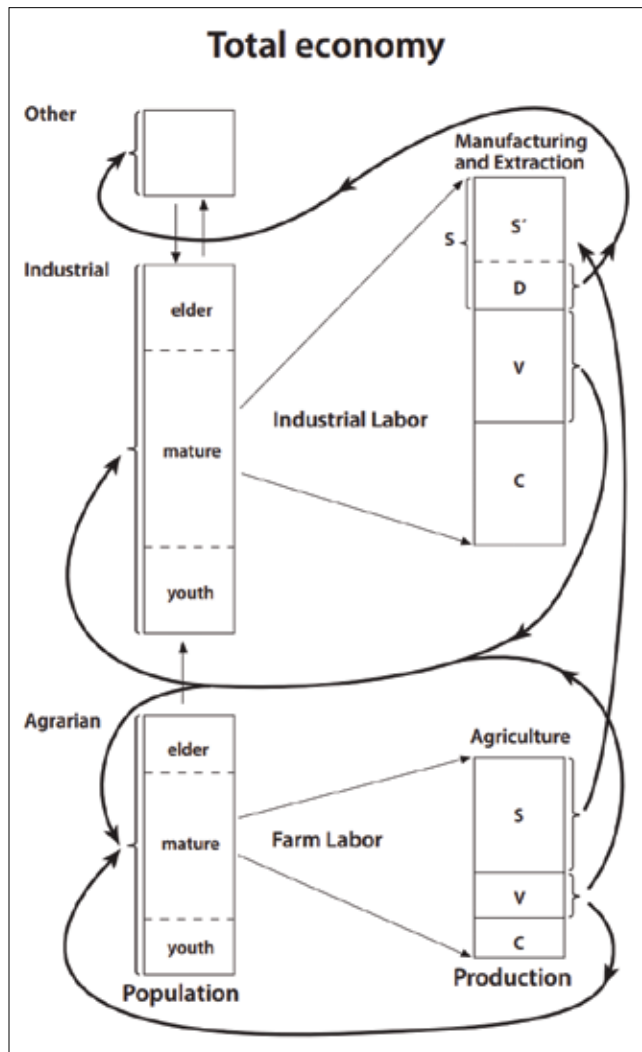 Total economy
Other
Manufacturing
and Extraction
S
S´
D
Industrial
elder
V
Industrial Labor
mature
C
youth
Agrarian
Agriculture
elder
S
Farm Labor
mature
V
youth
C
Population
Production